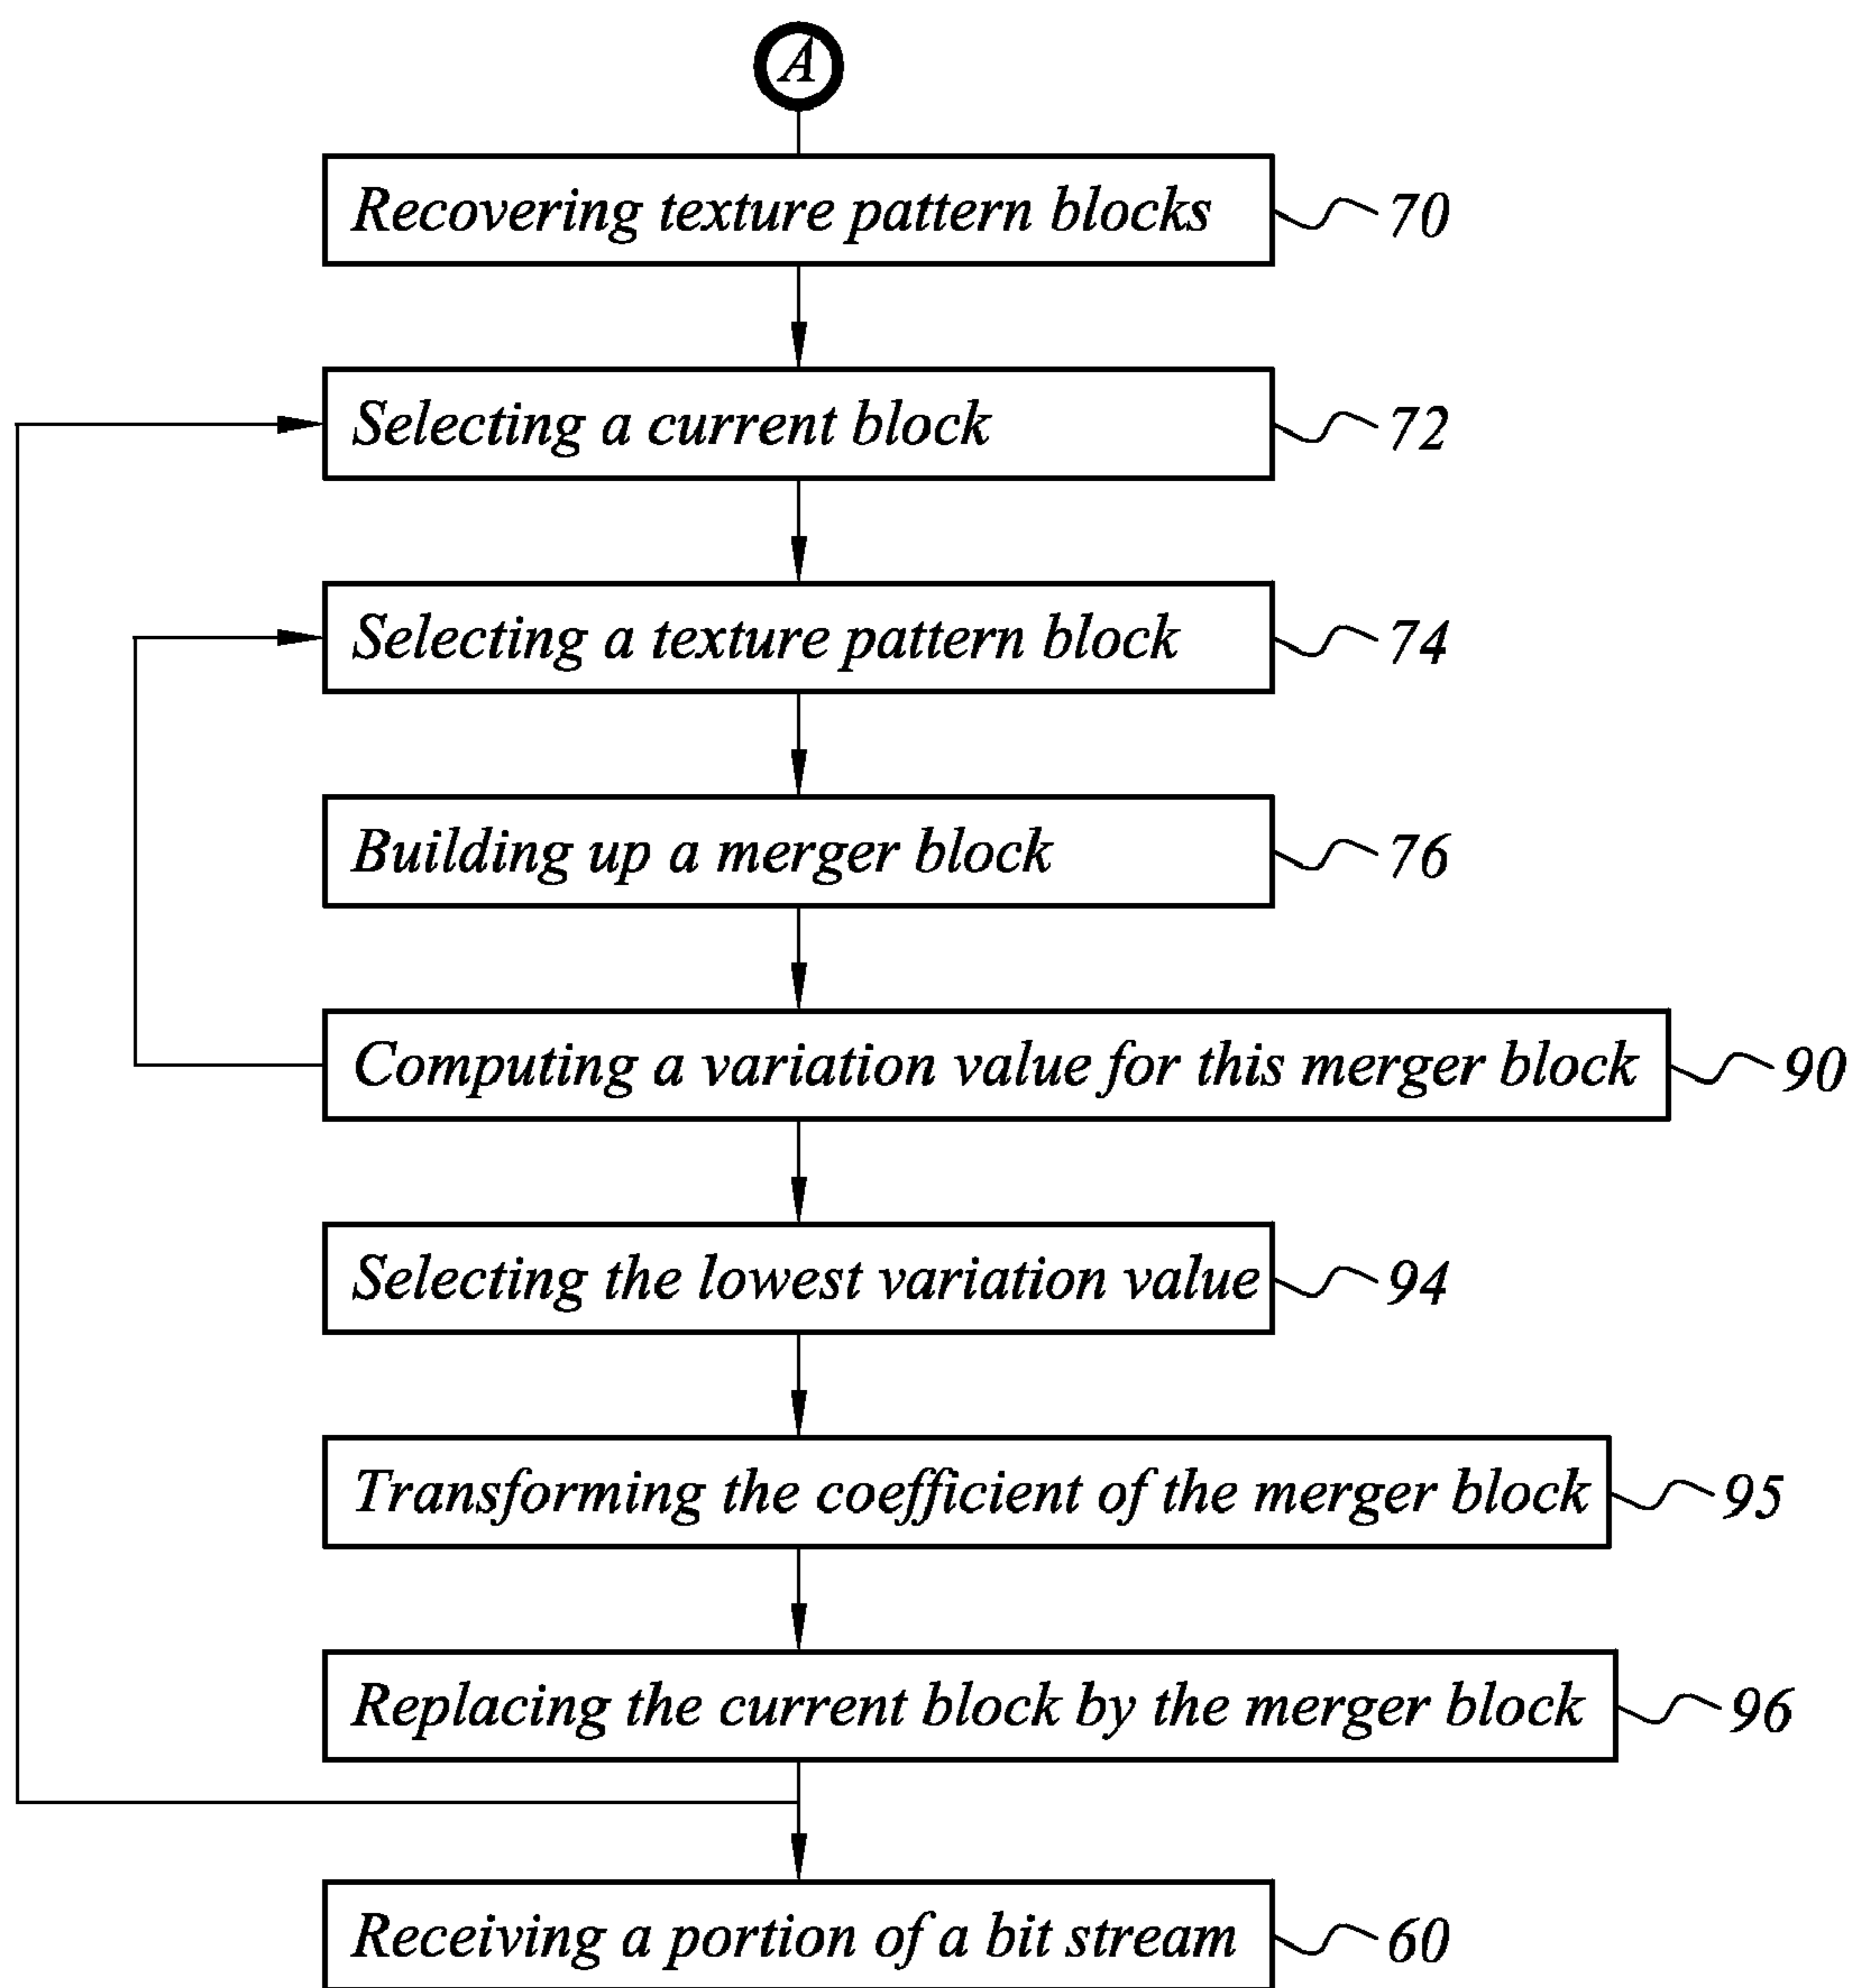 A
Recovering texture pattern blocks 70
Selecting a current block 72
Selecting a texture pattern block 74
Building up a merger block 76
Computing a variation value for this merger block 90
Selecting the lowest variation value 94
Transforming the coefficient of the merger block 95
Replacing the current block by the merger block 96
Receiving a portion of a bit stream 60